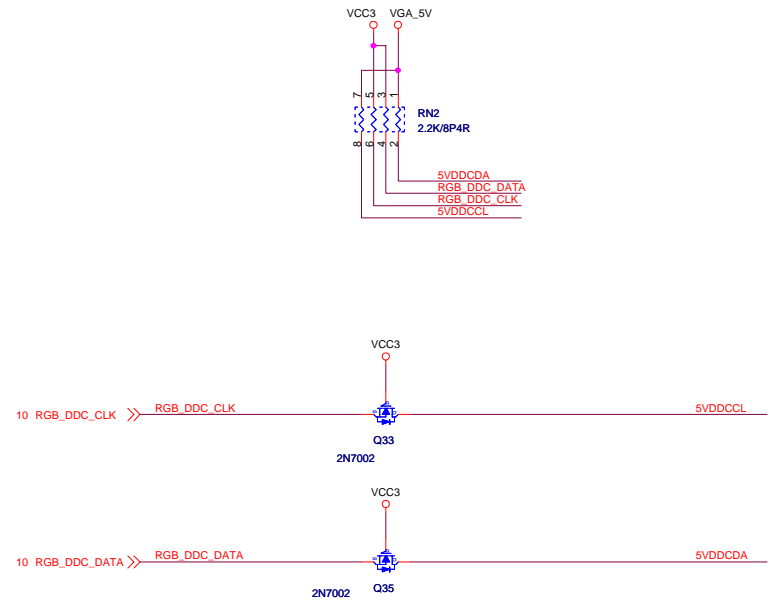 VCC3 VGA_5V
7 5 3 1
RN2
2.2K/8P4R
8 6 4 2
5VDDCDA
RGB_DDC_DATA
RGB_DDC_CLK
5VDDCCL
VCC3
10 RGB_DDC_CLK RGB_DDC_CLK 5VDDCCL
Q33
2N7002
VCC3
10 RGB_DDC_DATA RGB_DDC_DATA 5VDDCDA
Q35
2N7002